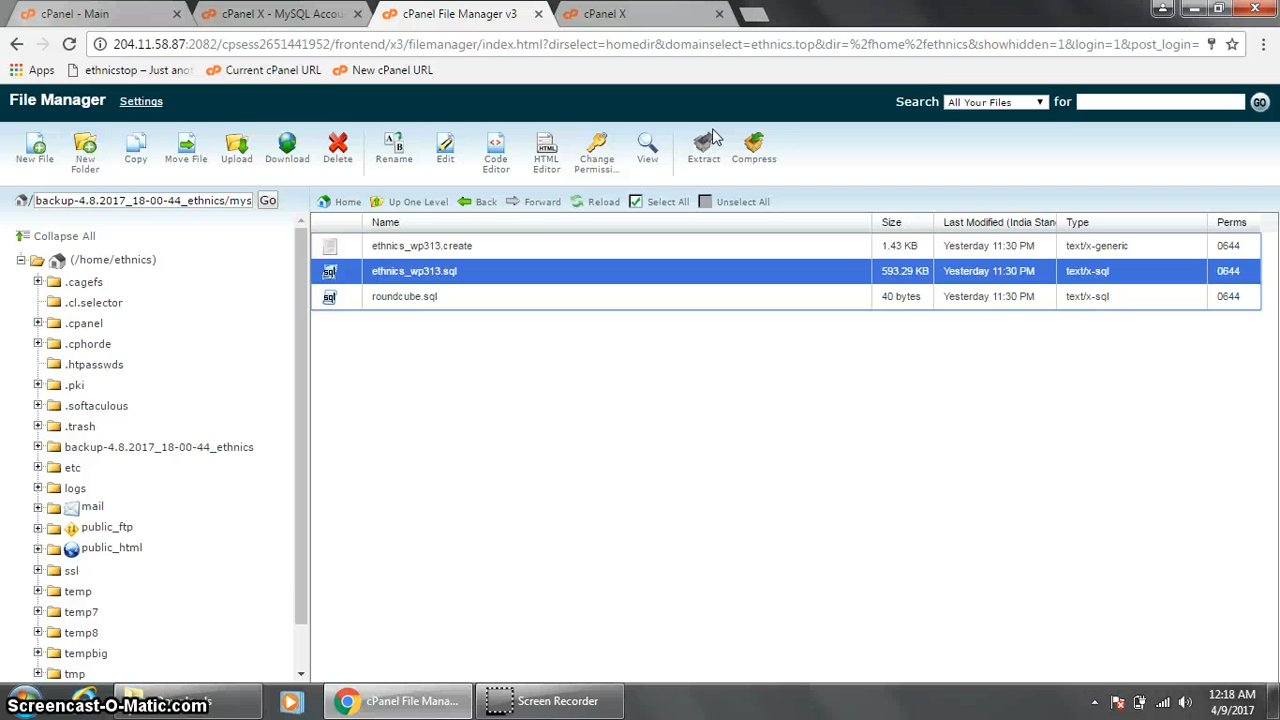 cPanel - Main
cPanel X - MySQL Accou
cPanel File Manager v3
cPanel X
204.11.58.87:2082/cpsess2651441952/frontend/x3/filemanager/index.html?dirselect=homedir&domainselect=ethnics.top&dir=%2fhome%2fethnics&showhidden=1&login=1&post_login=
Apps
ethnicstop – Just anot
Current cPanel URL
New cPanel URL
File Manager
Settings
Search
All Your Files
for
GO
New File
New Folder
Copy
Move File
Upload
Download
Delete
Rename
Edit
Code Editor
HTML Editor
Change Permissi...
View
Extract
Compress
/
backup-4.8.2017_18-00-44_ethnics/mys
Go
Home
Up One Level
Back
Forward
Reload
Select All
Unselect All
Collapse All
(/home/ethnics)
.cagefs
.cl.selector
.cpanel
.cphorde
.htpasswds
.pki
.softaculous
.trash
backup-4.8.2017_18-00-44_ethnics
etc
logs
mail
public_ftp
public_html
ssl
temp
temp7
temp8
tempbig
tmp
Name Size Last Modified (India Stan Type Perms
ethnics_wp313.create 1.43 KB Yesterday 11:30 PM text/x-generic 0644
sql ethnics_wp313.sql 593.29 KB Yesterday 11:30 PM text/x-sql 0644
sql roundcube.sql 40 bytes Yesterday 11:30 PM text/x-sql 0644
cPanel File Mana...
Screen Recorder
12:18 AM
4/9/2017
Screencast-O-Matic.com